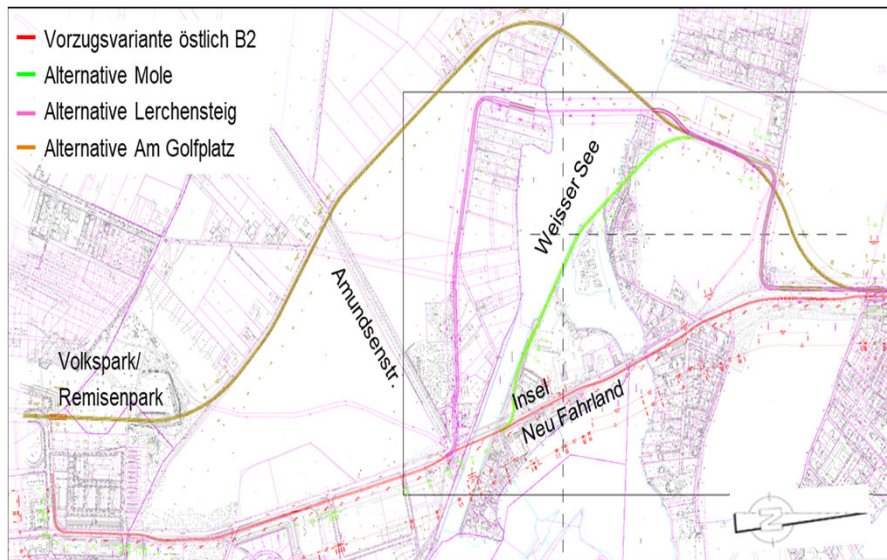 Vorzugsvariante östlich B2
Alternative Mole
Alternative Lerchensteig
Alternative Am Golfplatz
Weisser See
Amundsenstr.
Volkspark/
Remisenpark
Insel
Neu Fahrland
N